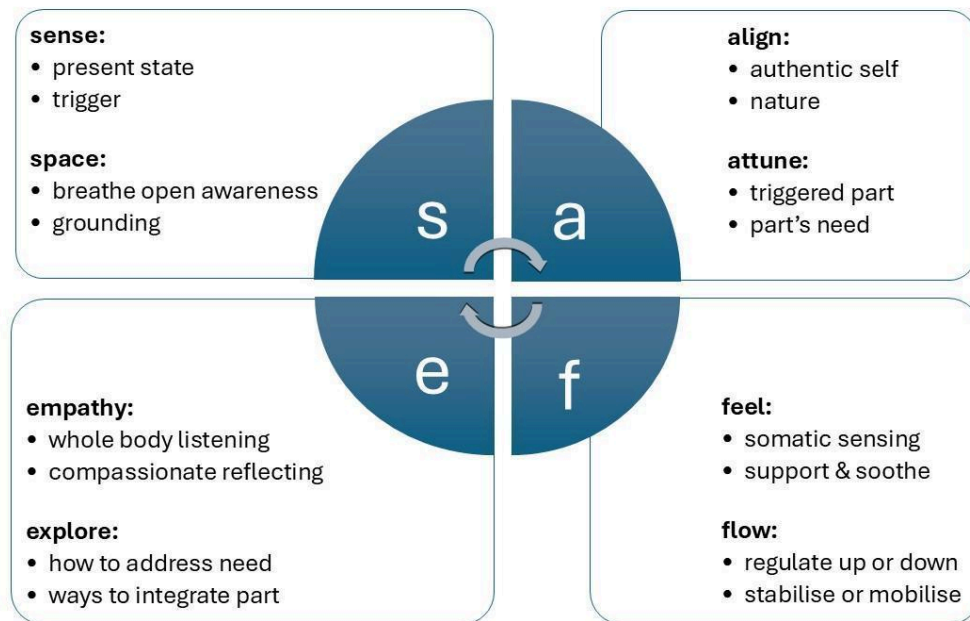 sense:
• present state
• trigger
space:
• breathe open awareness
• grounding
align:
• authentic self
• nature
attune:
• triggered part
• part's need
s
a
e
f
empathy:
• whole body listening
• compassionate reflecting
explore:
• how to address need
• ways to integrate part
feel:
• somatic sensing
• support & soothe
flow:
• regulate up or down
• stabilise or mobilise